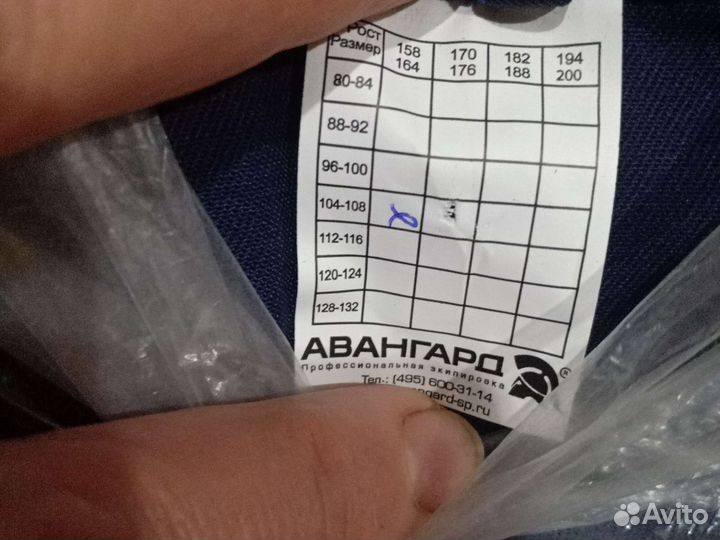 Рост 158 170 182 194
Размер 164 176 188 200
80-84
88-92
96-100
104-108
112-116
120-124
128-132
АВАНГАРД ®
Профессиональная экипировка
Тел.: (495) 600-31-14
ngard-sp.ru
Avito